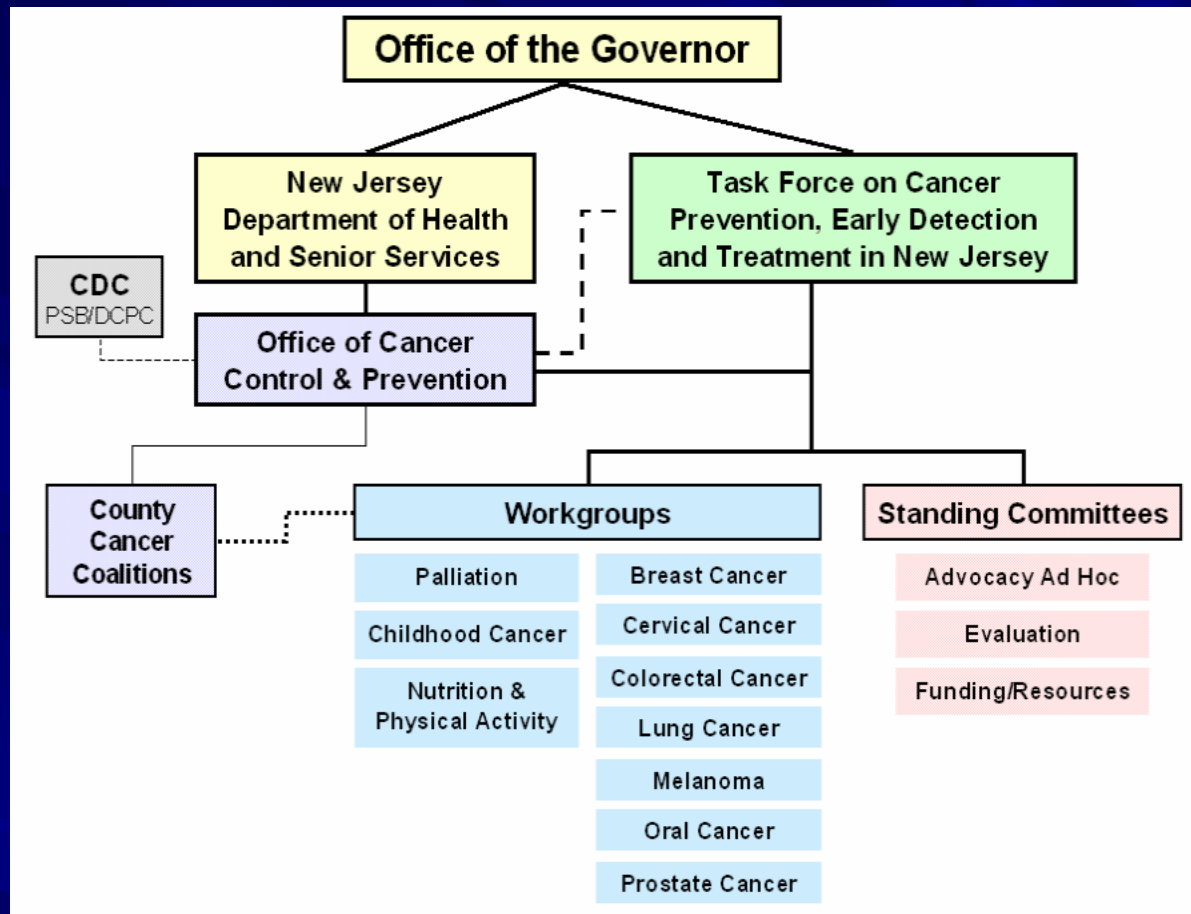 Office of the Governor
New Jersey
Department of Health
and Senior Services
Task Force on Cancer
Prevention, Early Detection
and Treatment in New Jersey
CDC
PSB/DCPC
Office of Cancer
Control & Prevention
County
Cancer
Coalitions
Workgroups
Palliation
Childhood Cancer
Nutrition &
Physical Activity
Breast Cancer
Cervical Cancer
Colorectal Cancer
Lung Cancer
Melanoma
Oral Cancer
Prostate Cancer
Standing Committees
Advocacy Ad Hoc
Evaluation
Funding/Resources